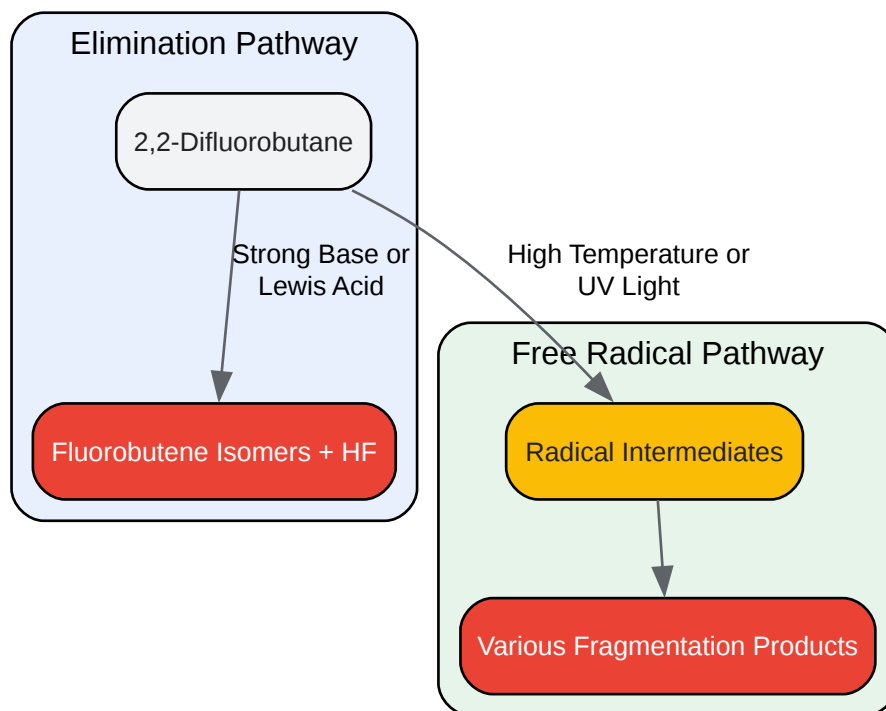 Elimination Pathway
2,2-Difluorobutane
Strong Base or
Lewis Acid
High Temperature or
UV Light
Fluorobutene Isomers + HF
Free Radical Pathway
Radical Intermediates
Various Fragmentation Products